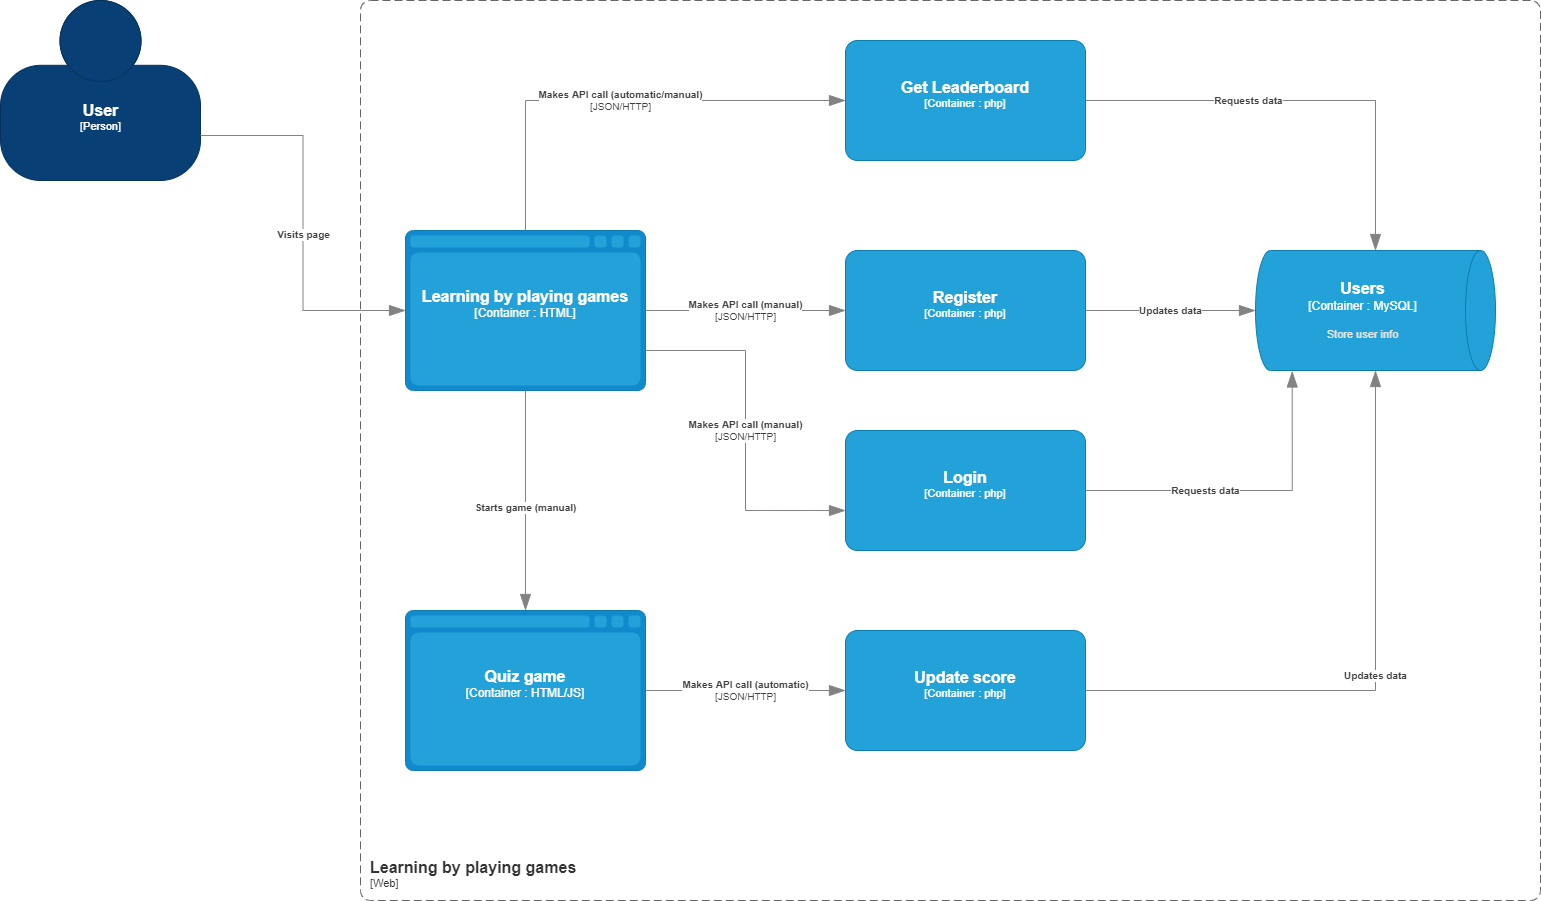 User
[Person]
Visits page
Makes API call (automatic/manual)
[JSON/HTTP]
Get Leaderboard
[Container : php]
Requests data
Learning by playing games
[Container : HTML]
Makes API call (manual)
[JSON/HTTP]
Register
[Container : php]
Updates data
Users
[Container : MySQL]
Store user info
Makes API call (manual)
[JSON/HTTP]
Login
[Container : php]
Requests data
Starts game (manual)
Quiz game
[Container : HTML/JS]
Makes API call (automatic)
[JSON/HTTP]
Update score
[Container : php]
Updates data
Learning by playing games
[Web]